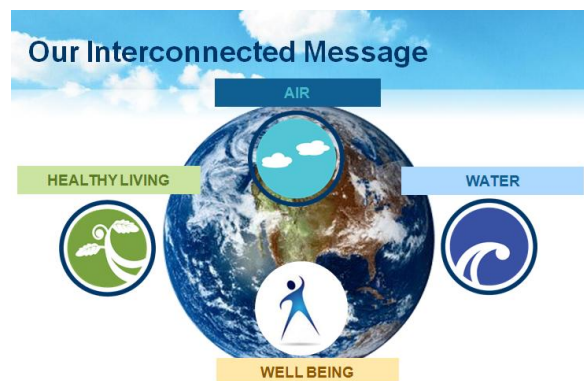 Our Interconnected Message
AIR
HEALTHY LIVING
WATER
WELL BEING